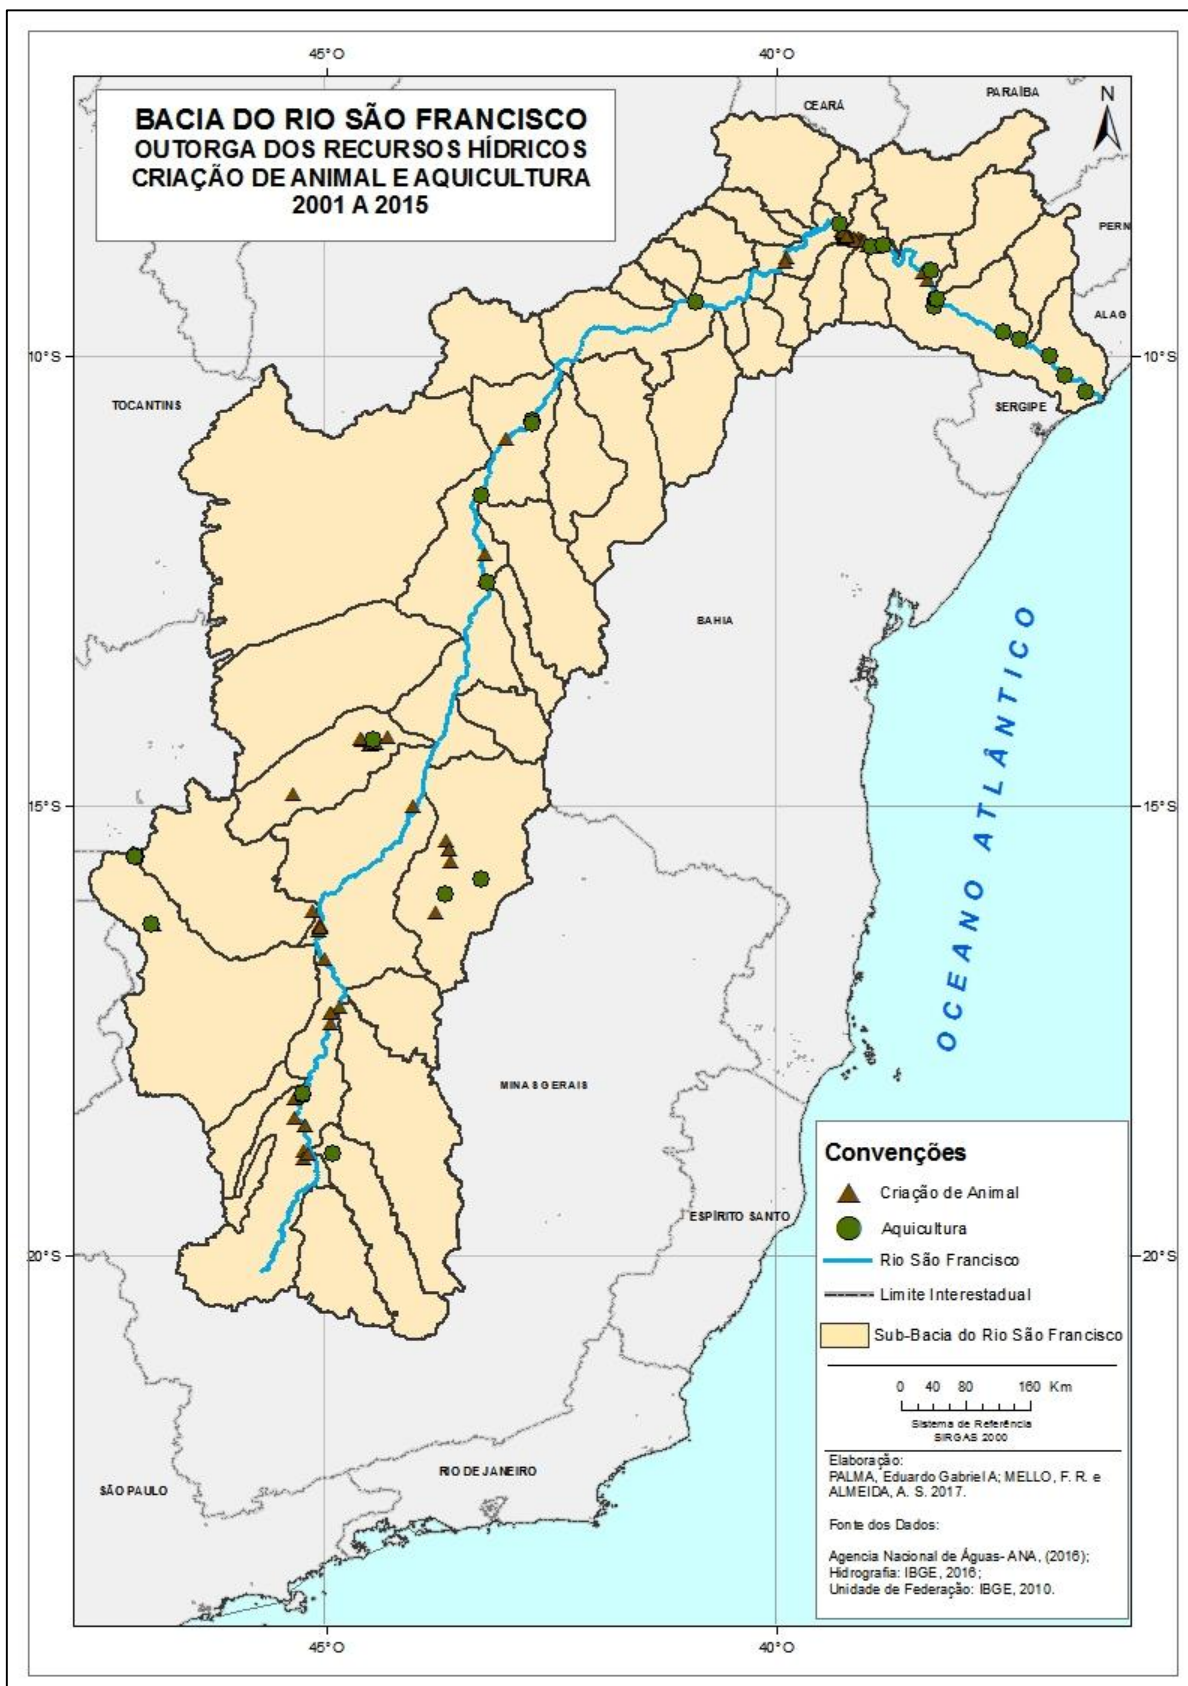 45°O
40°O
BACIA DO RIO SÃO FRANCISCO
OUTORGA DOS RECURSOS HÍDRICOS
CRIAÇÃO DE ANIMAL E AQUICULTURA
2001 A 2015
CEARÁ
PARAÍBA
N
PERN
ALAG
10°S
10°S
TOCANTINS
SERGIPE
BAHIA
OCEANO ATLÂNTICO
15°S
15°S
MINAS GERAIS
Convenções
Criação de Animal
ESPÍRITO SANTO
Aquicultura
20°S
20°S
Rio São Francisco
Limite Interestadual
Sub-Bacia do Rio São Francisco
0 40 80 160 Km
Sistema de Referência
SIRGAS 2000
RIO DE JANEIRO
SÃO PAULO
Elaboração:
PALMA, Eduardo Gabriel A; MELLO, F. R. e
ALMEIDA, A. S. 2017.
Fonte dos Dados:
Agencia Nacional de Águas- ANA, (2016);
Hidrografia: IBGE, 2016;
Unidade de Federação: IBGE, 2010.
45°O
40°O